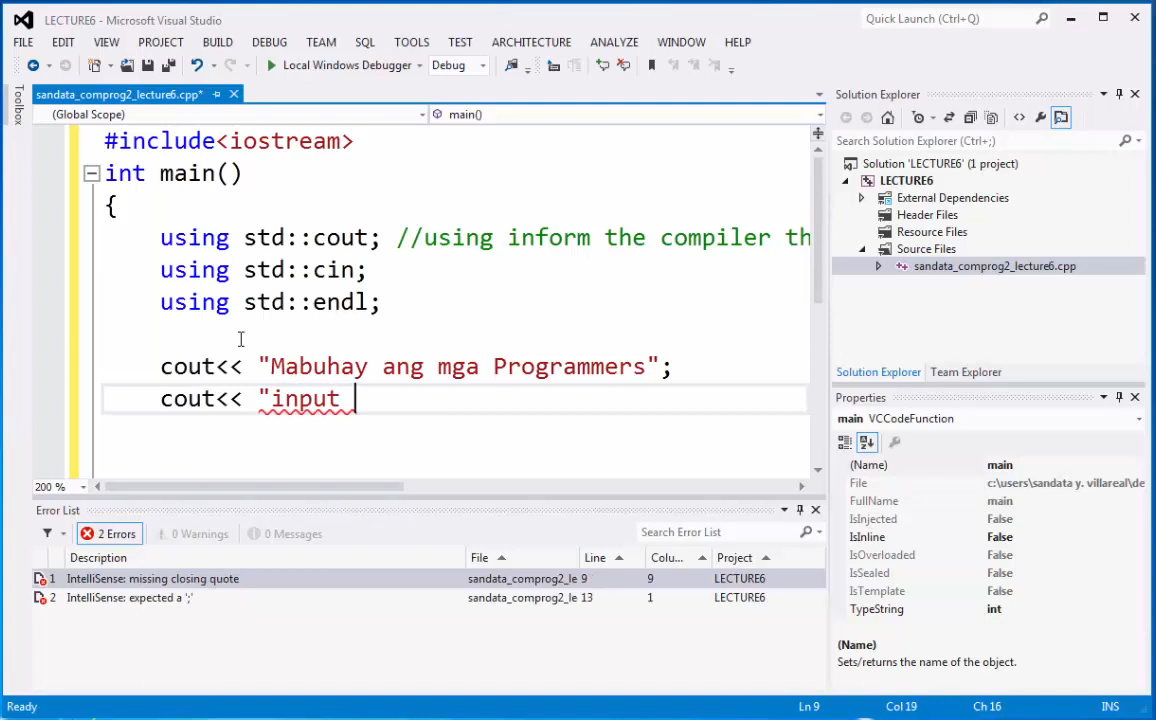 LECTURE6 - Microsoft Visual Studio
Quick Launch (Ctrl+Q)
FILE EDIT VIEW PROJECT BUILD DEBUG TEAM SQL TOOLS TEST ARCHITECTURE ANALYZE WINDOW HELP
Local Windows Debugger Debug
Toolbox
sandata_comprog2_lecture6.cpp*
(Global Scope) main()
#include<iostream>
int main()
{
using std::cout; //using inform the compiler th
using std::cin;
using std::endl;
cout<< "Mabuhay ang mga Programmers";
cout<< "input
200 %
Solution Explorer
Search Solution Explorer (Ctrl+;)
Solution 'LECTURE6' (1 project)
LECTURE6
External Dependencies
Header Files
Resource Files
Source Files
sandata_comprog2_lecture6.cpp
Solution Explorer Team Explorer
Properties
main VCCodeFunction
(Name) main
File c:\users\sandata y. villareal\de
FullName main
IsInjected False
IsInline False
IsOverloaded False
IsSealed False
IsTemplate False
TypeString int
(Name)
Sets/returns the name of the object.
Error List
2 Errors 0 Warnings 0 Messages Search Error List
Description File Line Colu... Project
1 IntelliSense: missing closing quote sandata_comprog2_le 9 9 LECTURE6
2 IntelliSense: expected a ';' sandata_comprog2_le 13 1 LECTURE6
Ready Ln 9 Col 19 Ch 16 INS